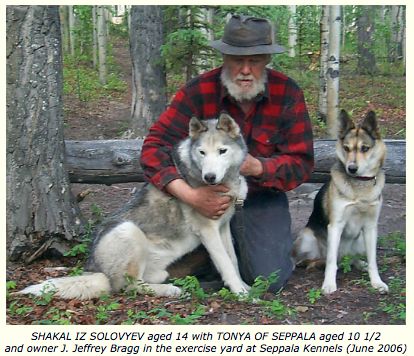 SHAKAL IZ SOLOVYEV aged 14 with TONYA OF SEPPALA aged 10 1/2
and owner J. Jeffrey Bragg in the exercise yard at Seppala Kennels (June 2006)